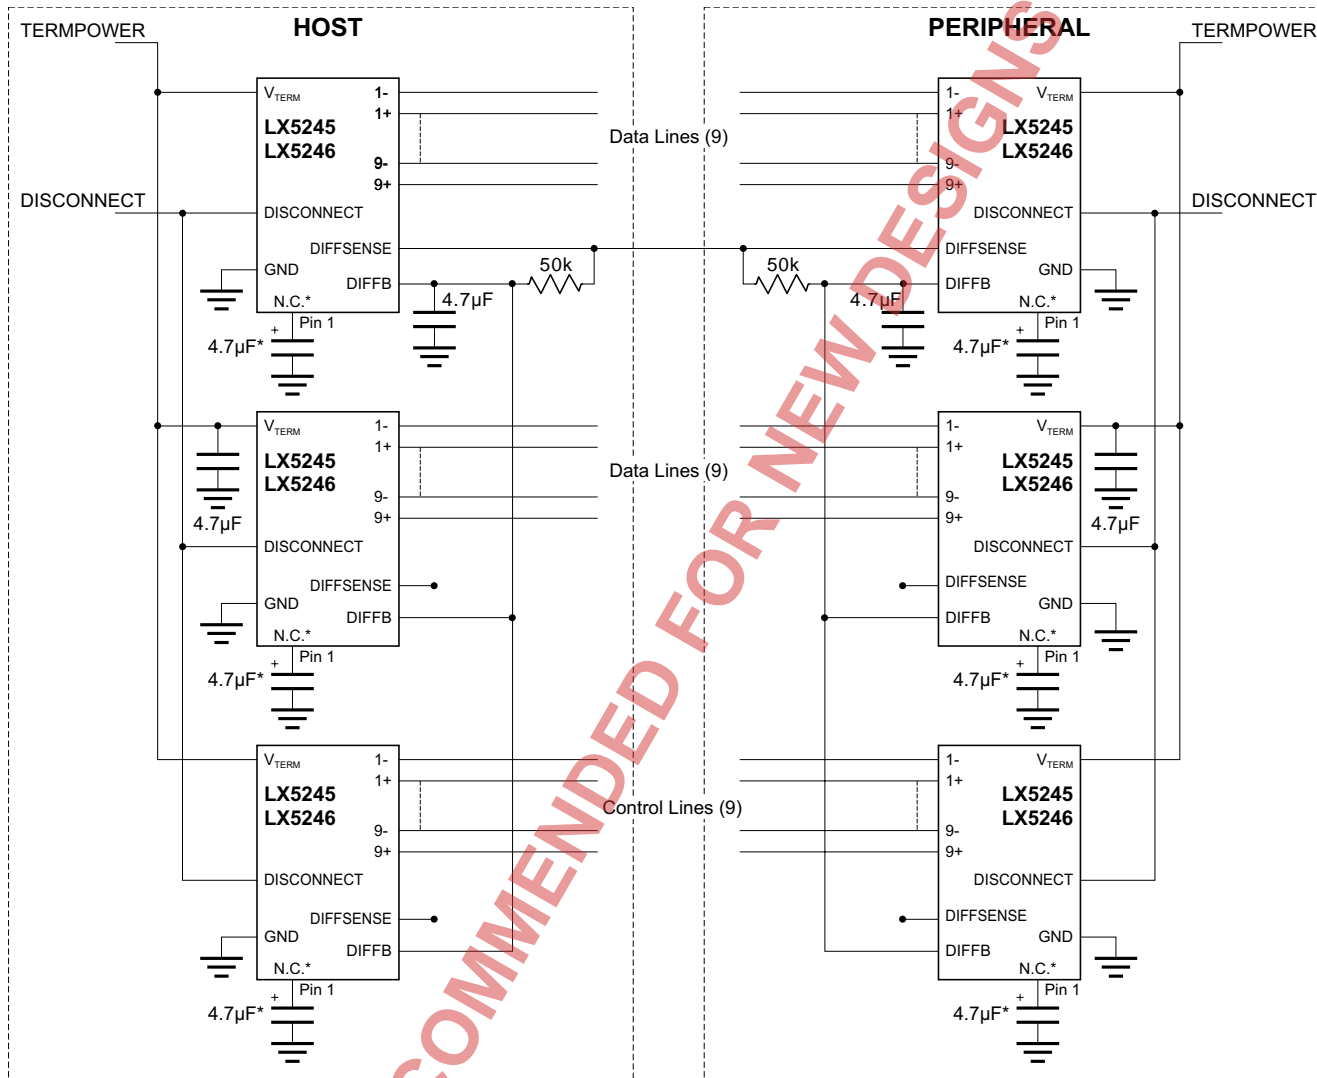 HOST
PERIPHERAL
TERMPOWER
TERMPOWER
VTERM
1-
1+
LX5245
LX5246
9-
9+
DISCONNECT
DISCONNECT
DIFFSENSE
GND
DIFFB
N.C.*
Pin 1
+
4.7µF*
4.7µF
50k
Data Lines (9)
1-
1+
VTERM
LX5245
LX5246
9-
9+
DISCONNECT
DISCONNECT
DIFFSENSE
GND
DIFFB
N.C.*
Pin 1
+
4.7µF*
4.7µF
50k
VTERM
1-
1+
LX5245
LX5246
9-
9+
4.7µF
DISCONNECT
DIFFSENSE
GND
DIFFB
N.C.*
Pin 1
+
4.7µF*
Data Lines (9)
1-
1+
VTERM
LX5245
LX5246
9-
9+
4.7µF
DISCONNECT
DIFFSENSE
GND
DIFFB
N.C.*
Pin 1
+
4.7µF*
VTERM
1-
1+
LX5245
LX5246
9-
9+
DISCONNECT
DIFFSENSE
GND
DIFFB
N.C.*
Pin 1
+
4.7µF*
Control Lines (9)
1-
1+
VTERM
LX5245
LX5246
9-
9+
DISCONNECT
DIFFSENSE
GND
DIFFB
N.C.*
Pin 1
+
4.7µF*
COMMENDED FOR NEW DESIGNS